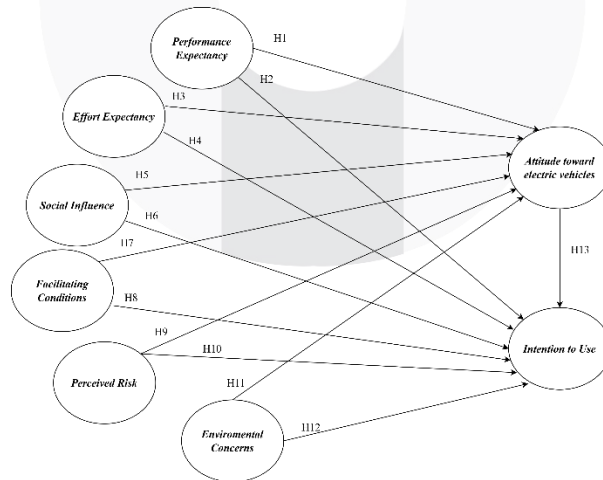 Performance
Expectancy
H1
H2
Effort Expectancy
H3
H4
Attitude toward
electric vehicles
H5
Social Influence
H6
H7
H13
Facilitating
Conditions
H8
H9
H10
Intention to Use
Perceived Risk
H11
Enviromental
Concerns
H12